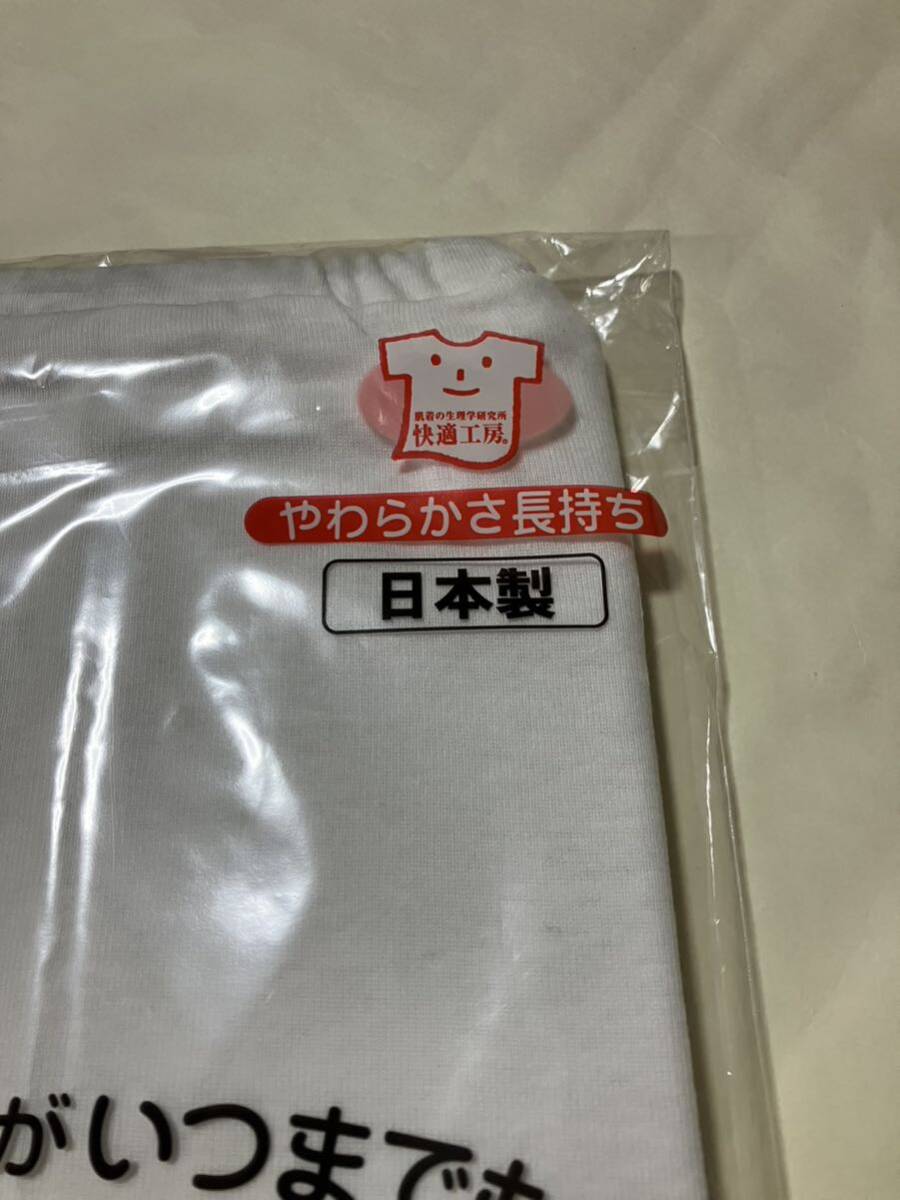 肌着の生理学研究所
快適工房®
やわらかさ長持ち
日本製
がいつまでも